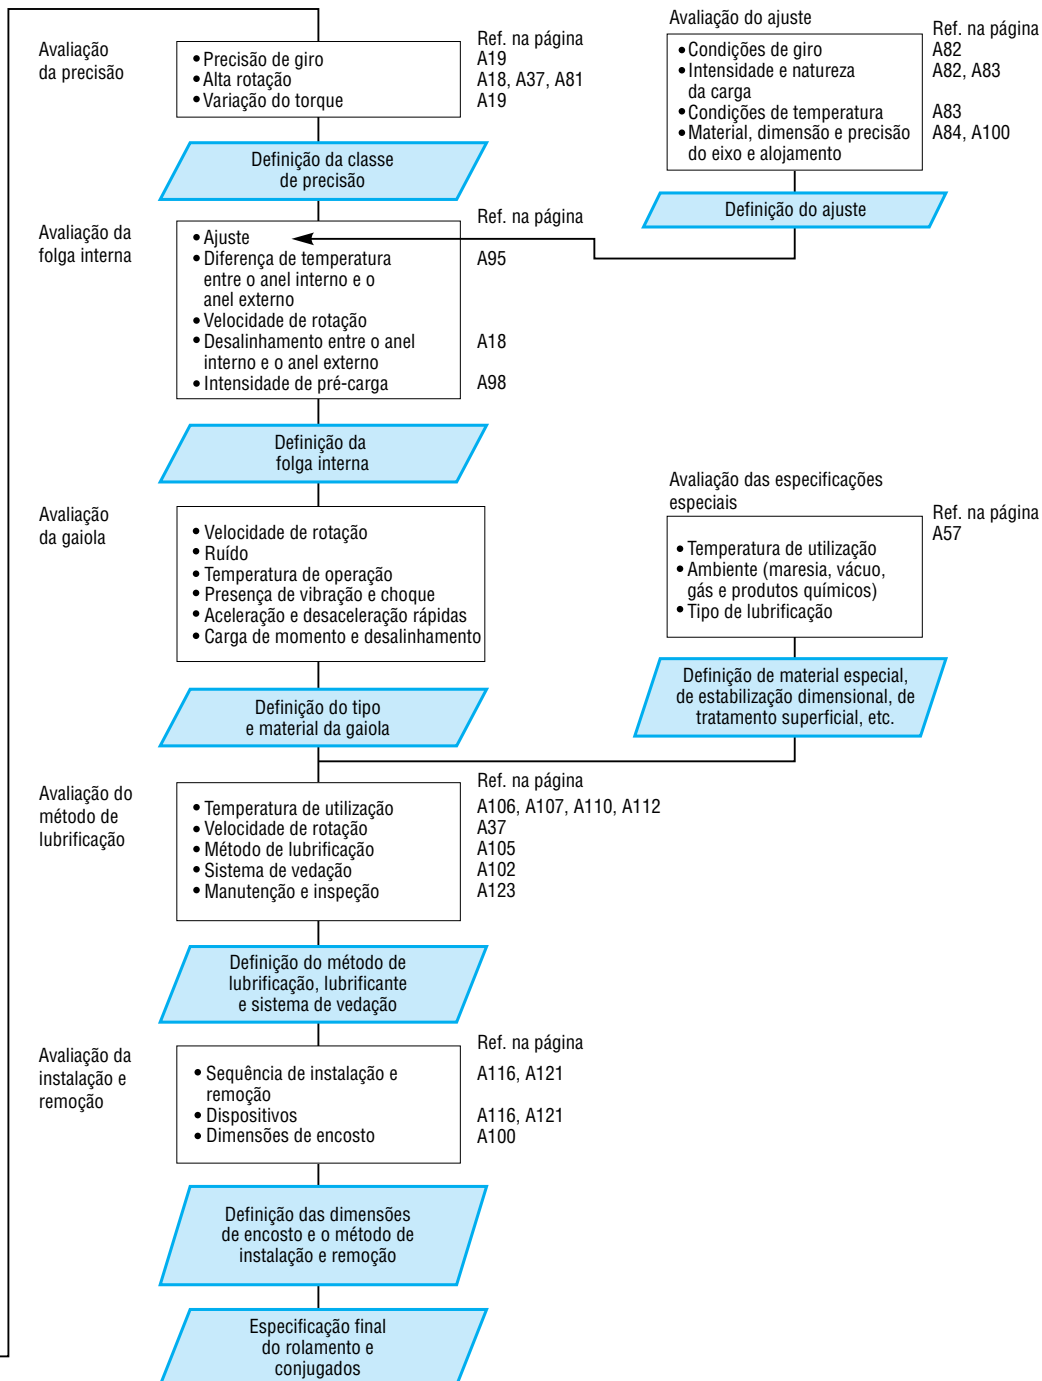 Avaliação
da precisão
• Precisão de giro
• Alta rotação
• Variação do torque
Ref. na página
A19
A18, A37, A81
A19
Avaliação do ajuste
• Condições de giro
• Intensidade e natureza
da carga
• Condições de temperatura
• Material, dimensão e precisão
do eixo e alojamento
Ref. na página
A82
A82, A83
A83
A84, A100
Definição da classe
de precisão
Definição do ajuste
Avaliação da
folga interna
• Ajuste
• Diferença de temperatura
entre o anel interno e o
anel externo
• Velocidade de rotação
• Desalinhamento entre o anel
interno e o anel externo
• Intensidade de pré-carga
Ref. na página
A95
A18
A98
Definição da
folga interna
Avaliação
da gaiola
• Velocidade de rotação
• Ruído
• Temperatura de operação
• Presença de vibração e choque
• Aceleração e desaceleração rápidas
• Carga de momento e desalinhamento
Avaliação das especificações
especiais
• Temperatura de utilização
• Ambiente (maresia, vácuo,
gás e produtos químicos)
• Tipo de lubrificação
Ref. na página
A57
Definição do tipo
e material da gaiola
Definição de material especial,
de estabilização dimensional, de
tratamento superficial, etc.
Avaliação do
método de
lubrificação
• Temperatura de utilização
• Velocidade de rotação
• Método de lubrificação
• Sistema de vedação
• Manutenção e inspeção
Ref. na página
A106, A107, A110, A112
A37
A105
A102
A123
Definição do método de
lubrificação, lubrificante
e sistema de vedação
Avaliação da
instalação e
remoção
• Sequência de instalação e
remoção
• Dispositivos
• Dimensões de encosto
Ref. na página
A116, A121
A116, A121
A100
Definição das dimensões
de encosto e o método de
instalação e remoção
Especificação final
do rolamento e
conjugados